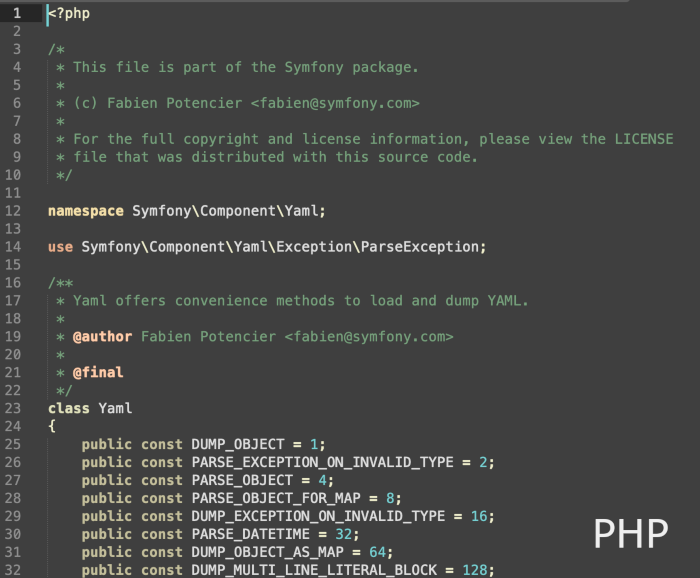 1 <?php
2
3 /*
4  * This file is part of the Symfony package.
5  *
6  * (c) Fabien Potencier <fabien@symfony.com>
7  *
8  * For the full copyright and license information, please view the LICENSE
9  * file that was distributed with this source code.
10  */
11
12 namespace Symfony\Component\Yaml;
13
14 use Symfony\Component\Yaml\Exception\ParseException;
15
16 /**
17  * Yaml offers convenience methods to load and dump YAML.
18  *
19  * @author Fabien Potencier <fabien@symfony.com>
20  *
21  * @final
22  */
23 class Yaml
24 {
25     public const DUMP_OBJECT = 1;
26     public const PARSE_EXCEPTION_ON_INVALID_TYPE = 2;
27     public const PARSE_OBJECT = 4;
28     public const PARSE_OBJECT_FOR_MAP = 8;
29     public const DUMP_EXCEPTION_ON_INVALID_TYPE = 16;
30     public const PARSE_DATETIME = 32;
31     public const DUMP_OBJECT_AS_MAP = 64;
32     public const DUMP_MULTI_LINE_LITERAL_BLOCK = 128;
PHP